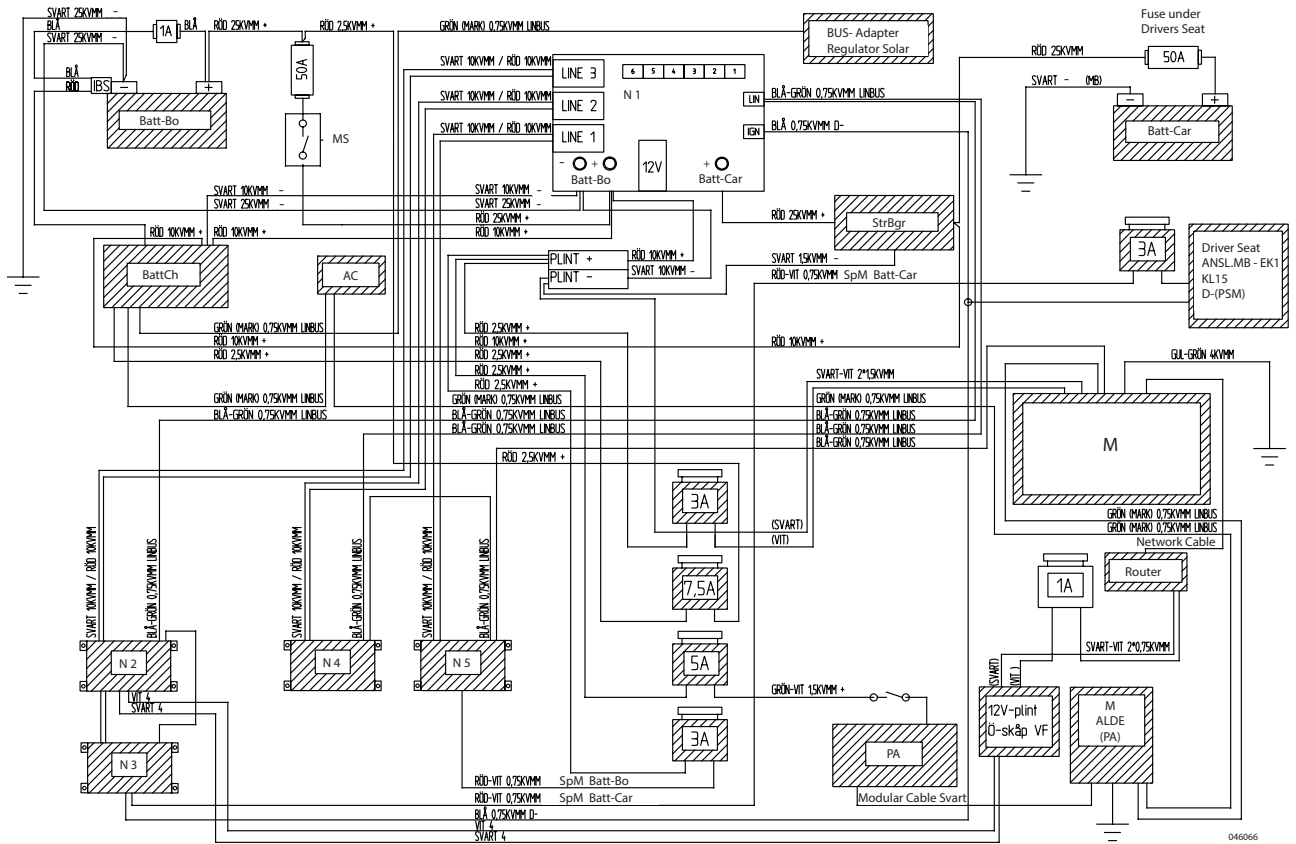 SVART 25KVMM -
BLÅ
SVART 25KVMM -
1A
BLÅ
RÖD 25KVMM +
RÖD 2,5KVMM +
GRÖN (MARK) 0,75KVMM LINBUS
BUS- Adapter
Regulator Solar
Fuse under
Drivers Seat
RÖD 25KVMM
50A
SVART - (MB)
- +
Batt-Car
BLÅ
RÖD
IBS
- +
Batt-Bo
50A
MS
SVART 10KVMM / RÖD 10KVMM
LINE 3
SVART 10KVMM / RÖD 10KVMM
LINE 2
SVART 10KVMM / RÖD 10KVMM
LINE 1
6 5 4 3 2 1
N 1
LIN
BLÅ-GRÖN 0,75KVMM LINBUS
IGN
BLÅ 0,75KVMM D-
- +
Batt-Bo
12V
+
Batt-Car
SVART 10KVMM -
SVART 10KVMM -
SVART 25KVMM -
SVART 25KVMM -
RÖD 25KVMM +
RÖD 10KVMM +
RÖD 10KVMM +
RÖD 10KVMM +
RÖD 25KVMM +
StrBgr
BattCh
AC
PLINT +
RÖD 10KVMM +
PLINT -
SVART 10KVMM -
SVART 1,5KVMM -
RÖD-VIT 0,75KVMM SpM Batt-Car
3A
Driver Seat
ANSL.MB - EK1
KL15
D-(PSM)
GRÖN (MARK) 0,75KVMM LINBUS
RÖD 10KVMM +
RÖD 2,5KVMM +
RÖD 2,5KVMM +
RÖD 10KVMM +
RÖD 2,5KVMM +
RÖD 2,5KVMM +
RÖD 2,5KVMM +
RÖD 10KVMM +
GUL-GRÖN 4KVMM
SVART-VIT 2*1,5KVMM
GRÖN (MARK) 0,75KVMM LINBUS
BLÅ-GRÖN 0,75KVMM LINBUS
GRÖN (MARK) 0,75KVMM LINBUS
BLÅ-GRÖN 0,75KVMM LINBUS
BLÅ-GRÖN 0,75KVMM LINBUS
GRÖN (MARK) 0,75KVMM LINBUS
BLÅ-GRÖN 0,75KVMM LINBUS
BLÅ-GRÖN 0,75KVMM LINBUS
BLÅ-GRÖN 0,75KVMM LINBUS
RÖD 2,5KVMM +
M
3A
(SVART)
(VIT)
GRÖN (MARK) 0,75KVMM LINBUS
GRÖN (MARK) 0,75KVMM LINBUS
Network Cable
Router
1A
7,5A
SVART 10KVMM / RÖD 10KVMM
BLÅ-GRÖN 0,75KVMM LINBUS
SVART 10KVMM / RÖD 10KVMM
BLÅ-GRÖN 0,75KVMM LINBUS
SVART 10KVMM / RÖD 10KVMM
BLÅ-GRÖN 0,75KVMM LINBUS
N 2
N 4
N 5
5A
GRÖN-VIT 1,5KVMM +
SVART-VIT 2*0,75KVMM
(SVART)
(VIT )
VIT 4
SVART 4
N 3
3A
PA
12V-plint
Ö-skåp VF
M
ALDE
(PA)
RÖD-VIT 0,75KVMM SpM Batt-Bo
RÖD-VIT 0,75KVMM SpM Batt-Car
BLÅ 0,75KVMM D-
VIT 4
SVART 4
Modular Cable Svart
046066